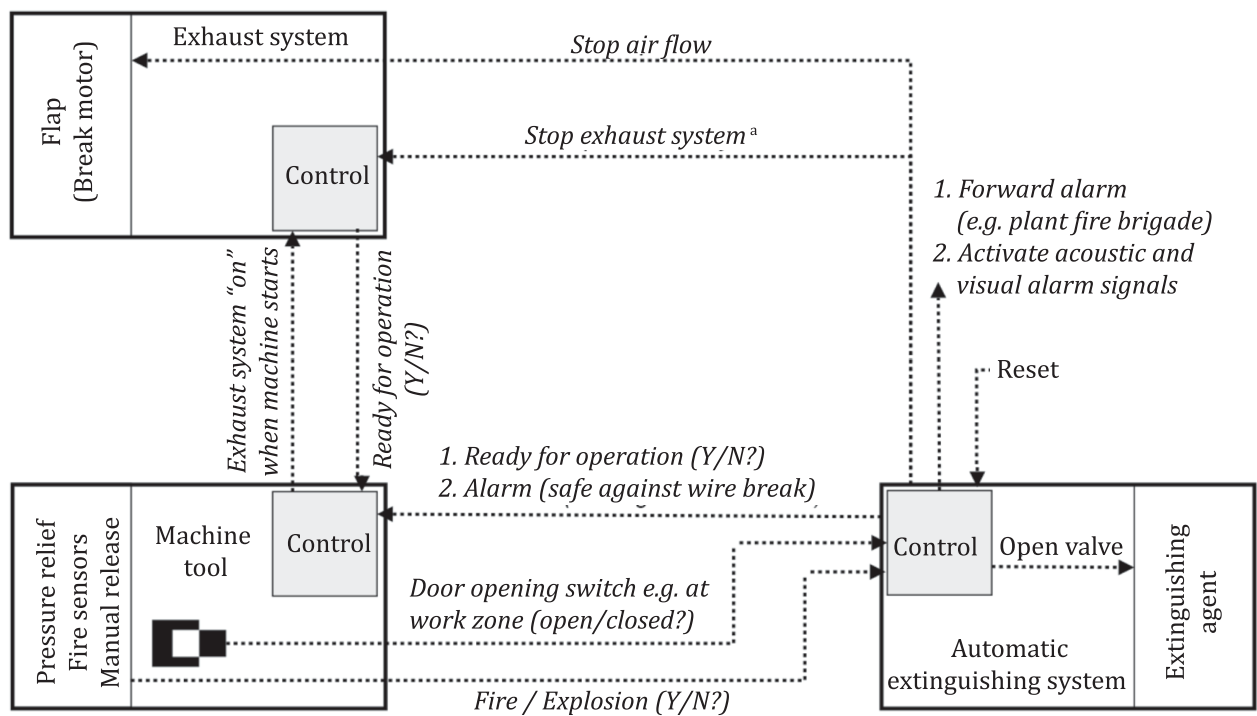 Exhaust system
Stop air flow
Flap
(Break motor)
Stop exhaust system a
Control
1. Forward alarm
(e.g. plant fire brigade)
2. Activate acoustic and
visual alarm signals
Exhaust system “on”
when machine starts
Ready for operation
(Y/N?)
Reset
1. Ready for operation (Y/N?)
2. Alarm (safe against wire break)
Pressure relief
Fire sensors
Manual release
Machine
tool
Control
Control
Open valve
Extinguishing
agent
Door opening switch e.g. at
work zone (open/closed?)
Automatic
extinguishing system
Fire / Explosion (Y/N?)